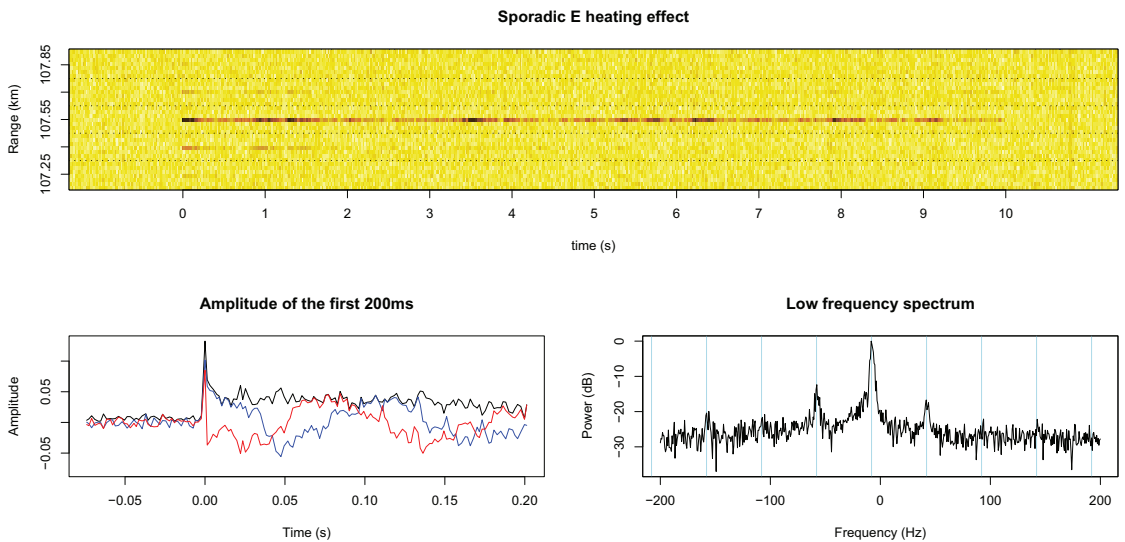 Sporadic E heating effect
Range (km)
107.85
107.55
107.25
0 1 2 3 4 5 6 7 8 9 10
time (s)
Amplitude of the first 200ms
Amplitude
0.05
−0.05
−0.05 0.00 0.05 0.10 0.15 0.20
Time (s)
Low frequency spectrum
Power (dB)
0
−10
−20
−30
−200 −100 0 100 200
Frequency (Hz)